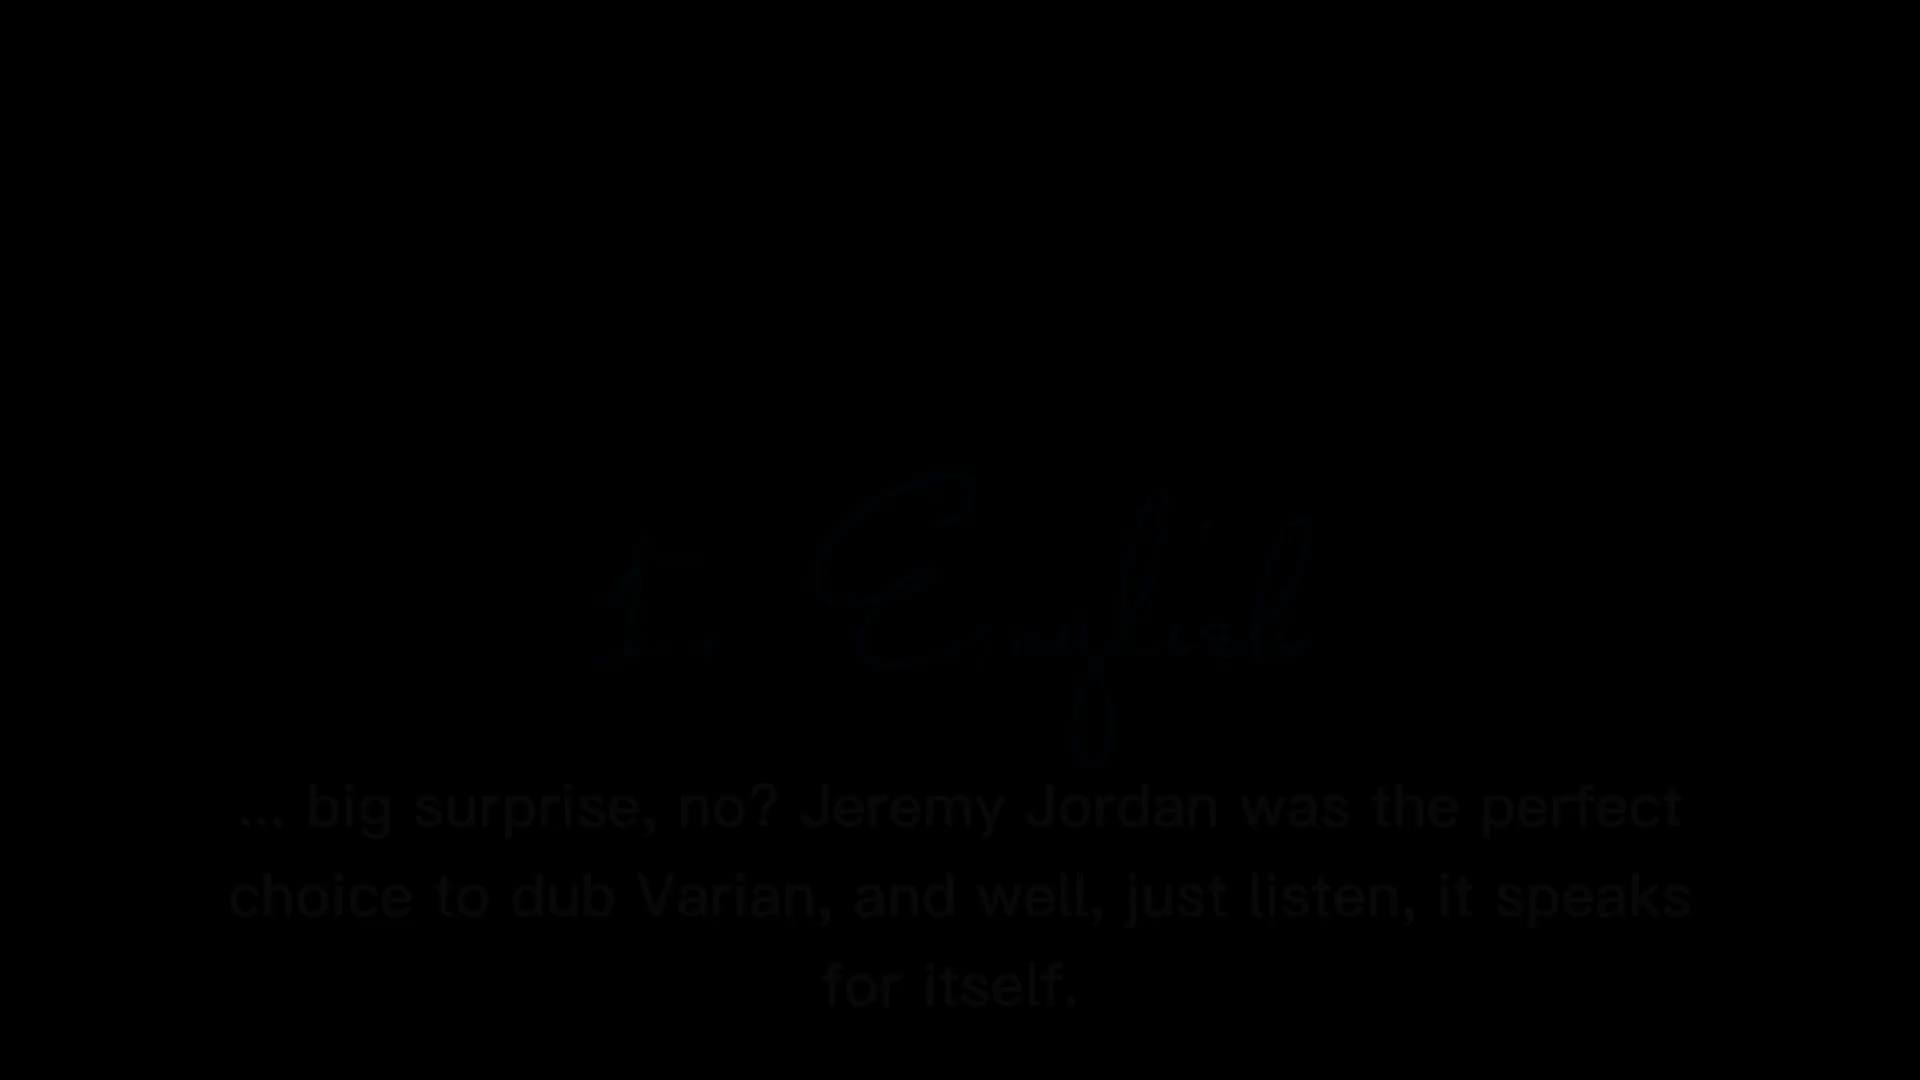 1. English
... big surprise, no? Jeremy Jordan was the perfect
choice to dub Varian, and well, just listen, it speaks
for itself.